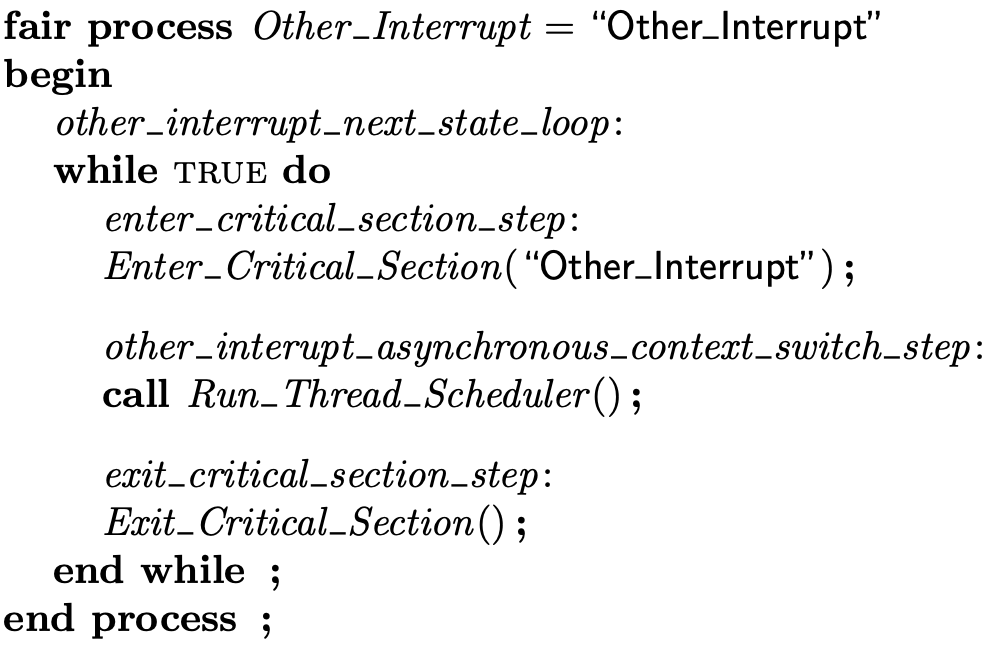 fair process Other_Interrupt = “Other_Interrupt”
begin
other_interrupt_next_state_loop:
while TRUE do
enter_critical_section_step:
Enter_Critical_Section(“Other_Interrupt”);
other_interupt_asynchronous_context_switch_step:
call Run_Thread_Scheduler();
exit_critical_section_step:
Exit_Critical_Section();
end while ;
end process ;